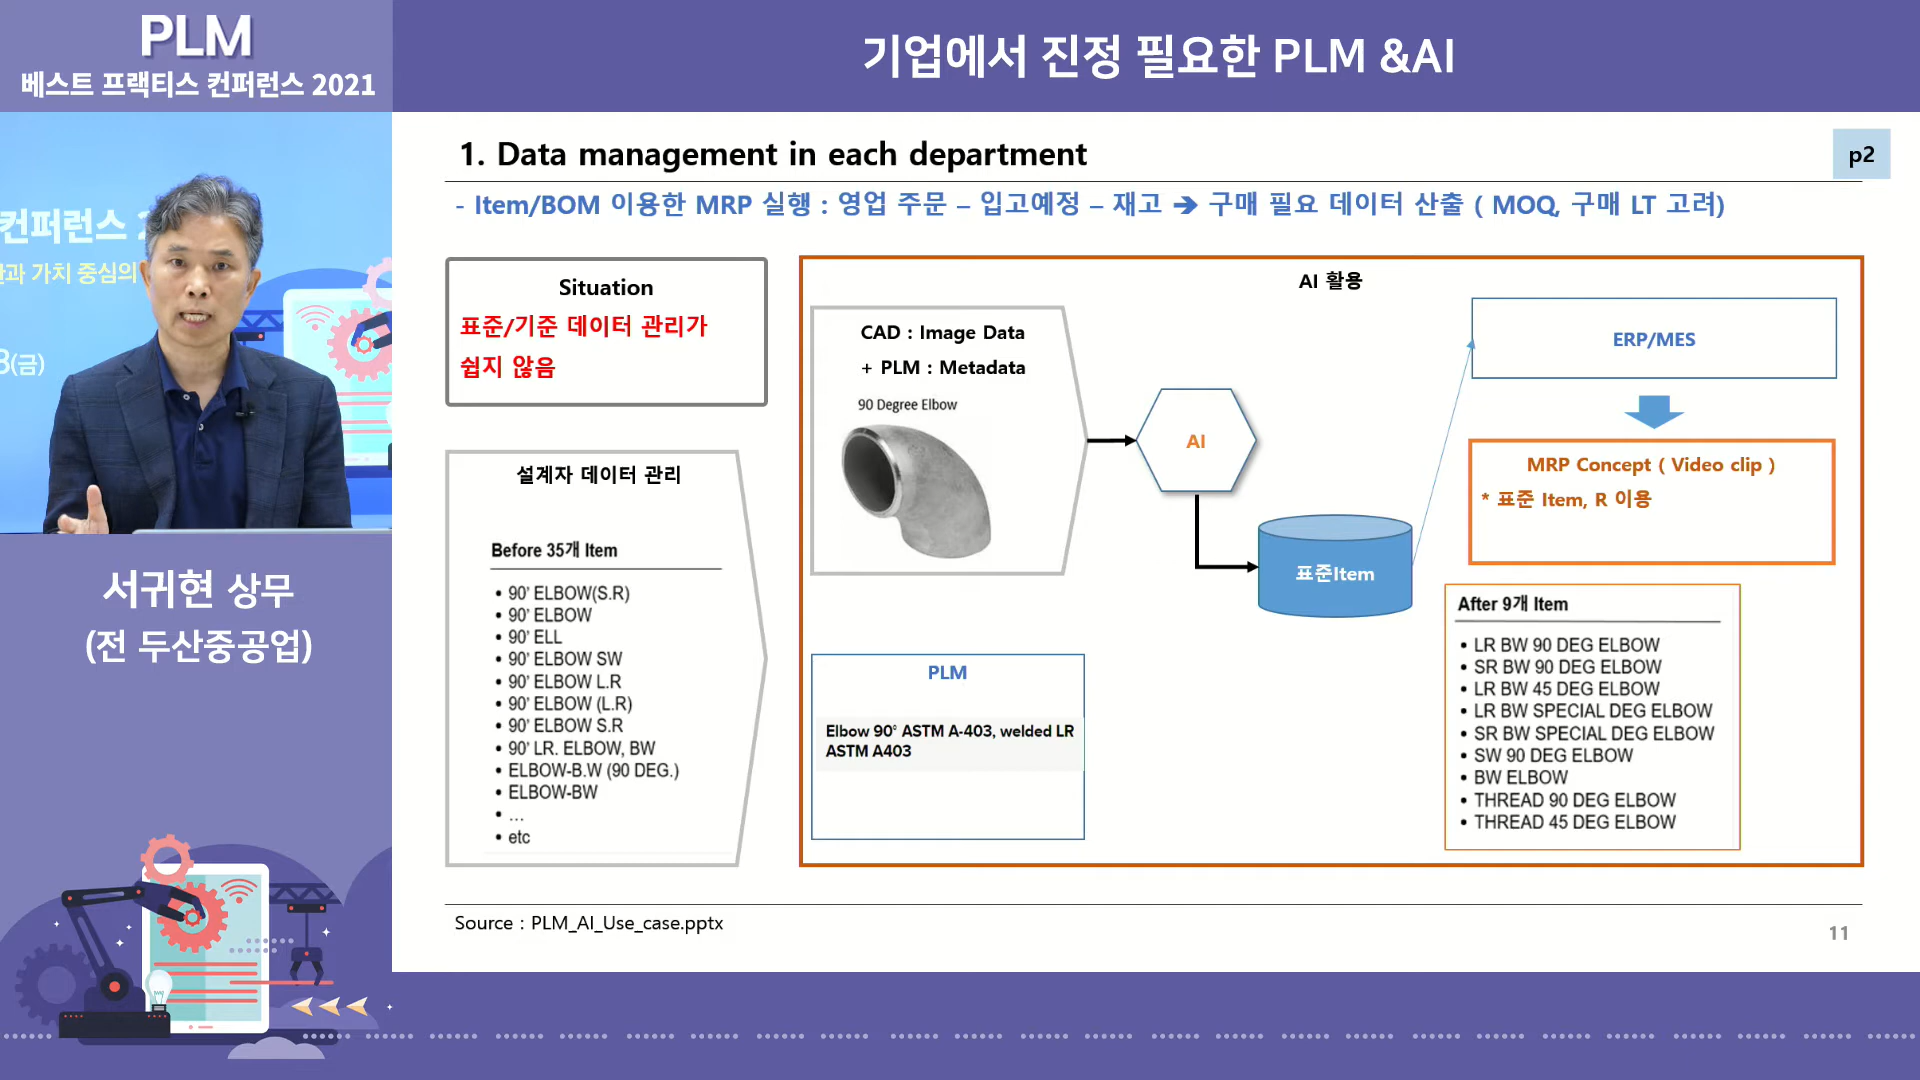 PLM
베스트 프랙티스 컨퍼런스 2021
기업에서 진정 필요한 PLM &AI
컨퍼런스
과 가치 중심의
(금)
서귀현 상무
(전 두산중공업)
1. Data management in each department
p2
- Item/BOM 이용한 MRP 실행 : 영업 주문 – 입고예정 – 재고 ➔ 구매 필요 데이터 산출 ( MOQ, 구매 LT 고려)
Situation
표준/기준 데이터 관리가
쉽지 않음
설계자 데이터 관리
Before 35개 Item
• 90' ELBOW(S.R)
• 90' ELBOW
• 90' ELL
• 90' ELBOW SW
• 90' ELBOW L.R
• 90' ELBOW (L.R)
• 90' ELBOW S.R
• 90' LR. ELBOW, BW
• ELBOW-B.W (90 DEG.)
• ELBOW-BW
• ...
• etc
AI 활용
CAD : Image Data
+ PLM : Metadata
90 Degree Elbow
AI
표준Item
PLM
Elbow 90° ASTM A-403, welded LR
ASTM A403
ERP/MES
MRP Concept ( Video clip )
* 표준 Item, R 이용
After 9개 Item
• LR BW 90 DEG ELBOW
• SR BW 90 DEG ELBOW
• LR BW 45 DEG ELBOW
• LR BW SPECIAL DEG ELBOW
• SR BW SPECIAL DEG ELBOW
• SW 90 DEG ELBOW
• BW ELBOW
• THREAD 90 DEG ELBOW
• THREAD 45 DEG ELBOW
Source : PLM_AI_Use_case.pptx
11